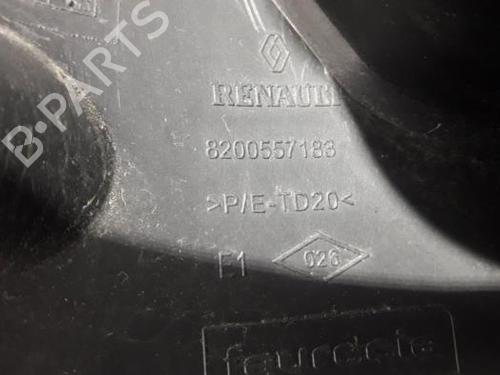 RENAULT
8200557183
>P/E-TD20<
E1 026
faurecia
B-PARTS